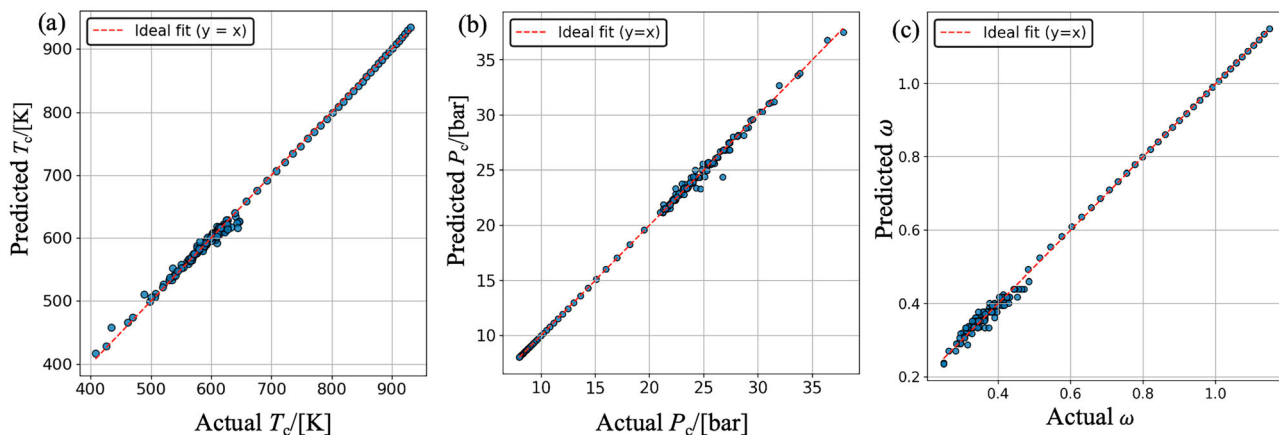 (a)
Ideal fit (y = x)
Predicted Tc/[K]
900
800
700
600
500
400
400 500 600 700 800 900
Actual Tc/[K]
(b)
Ideal fit (y=x)
Predicted Pc/[bar]
35
30
25
20
15
10
10 15 20 25 30 35
Actual Pc/[bar]
(c)
Ideal fit (y=x)
Predicted ω
1.0
0.8
0.6
0.4
0.2
0.4 0.6 0.8 1.0
Actual ω